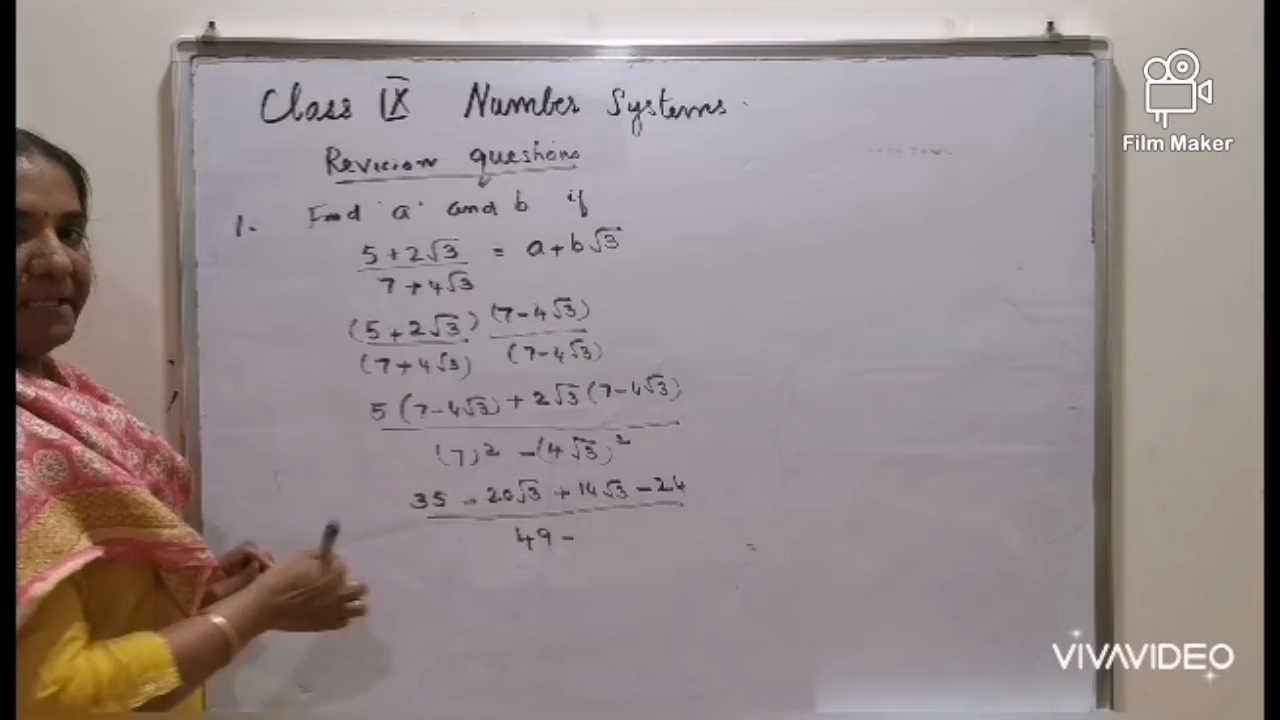 Class IX Number Systems.
Revision questions
1. Find 'a' and b if
5+2√3 / 7+4√3 = a+b√3
(5+2√3) / (7+4√3) (7-4√3) / (7-4√3)
5(7-4√3)+2√3(7-4√3)
(7)² -(4√3)²
35 - 20√3 + 14√3 - 24
49 -
Film Maker
VIVAVIDEO